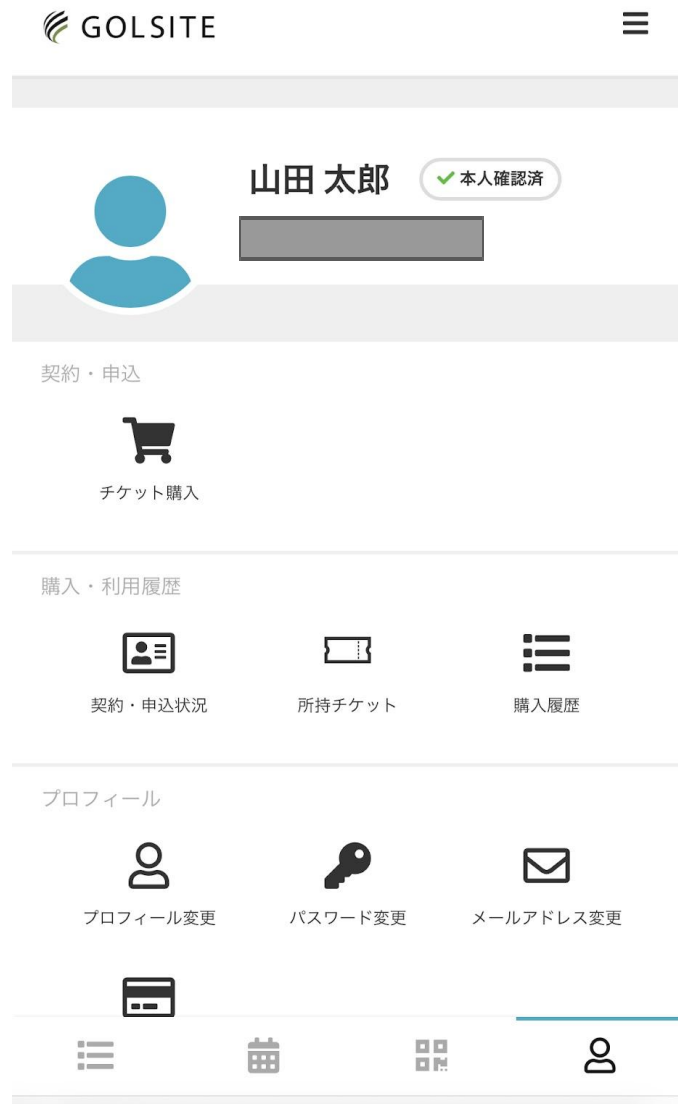 GOLSITE
山田 太郎
本人確認済
契約・申込
チケット購入
購入・利用履歴
契約・申込状況
所持チケット
購入履歴
プロフィール
プロフィール変更
パスワード変更
メールアドレス変更